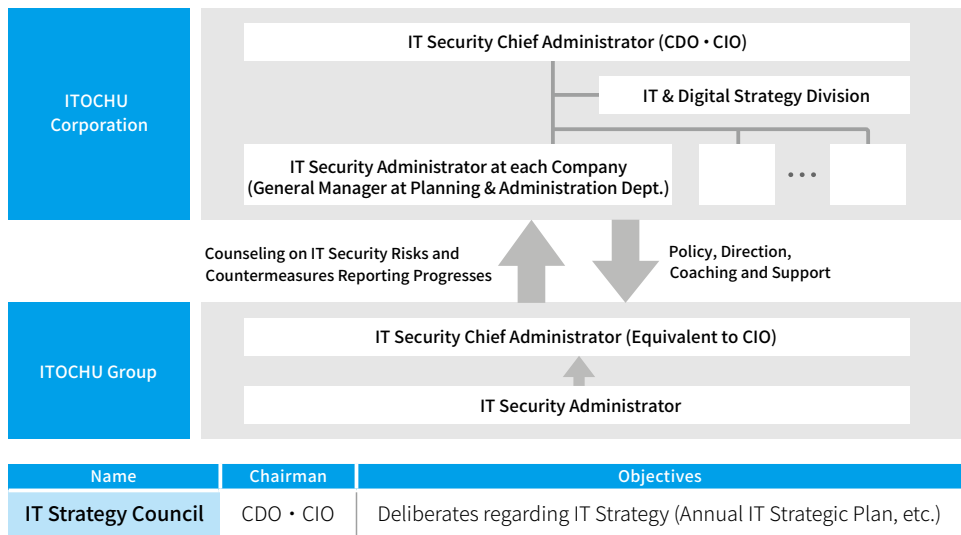 ITOCHU
Corporation
IT Security Chief Administrator (CDO・CIO)
IT & Digital Strategy Division
IT Security Administrator at each Company
(General Manager at Planning & Administration Dept.)
•••
Counseling on IT Security Risks and
Countermeasures Reporting Progresses
Policy, Direction,
Coaching and Support
ITOCHU Group
IT Security Chief Administrator (Equivalent to CIO)
IT Security Administrator
Name Chairman Objectives
IT Strategy Council CDO・CIO Deliberates regarding IT Strategy (Annual IT Strategic Plan, etc.)